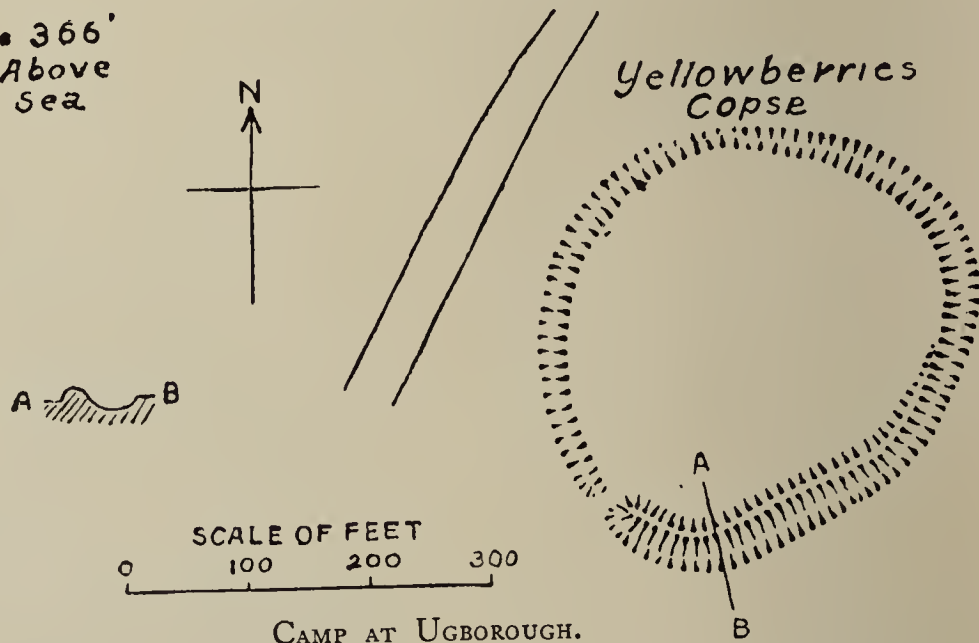 366'
Above
Sea
N
Yellowberries
Copse
A B
A
B
SCALE OF FEET
0 100 200 300
CAMP AT UGBOROUGH.